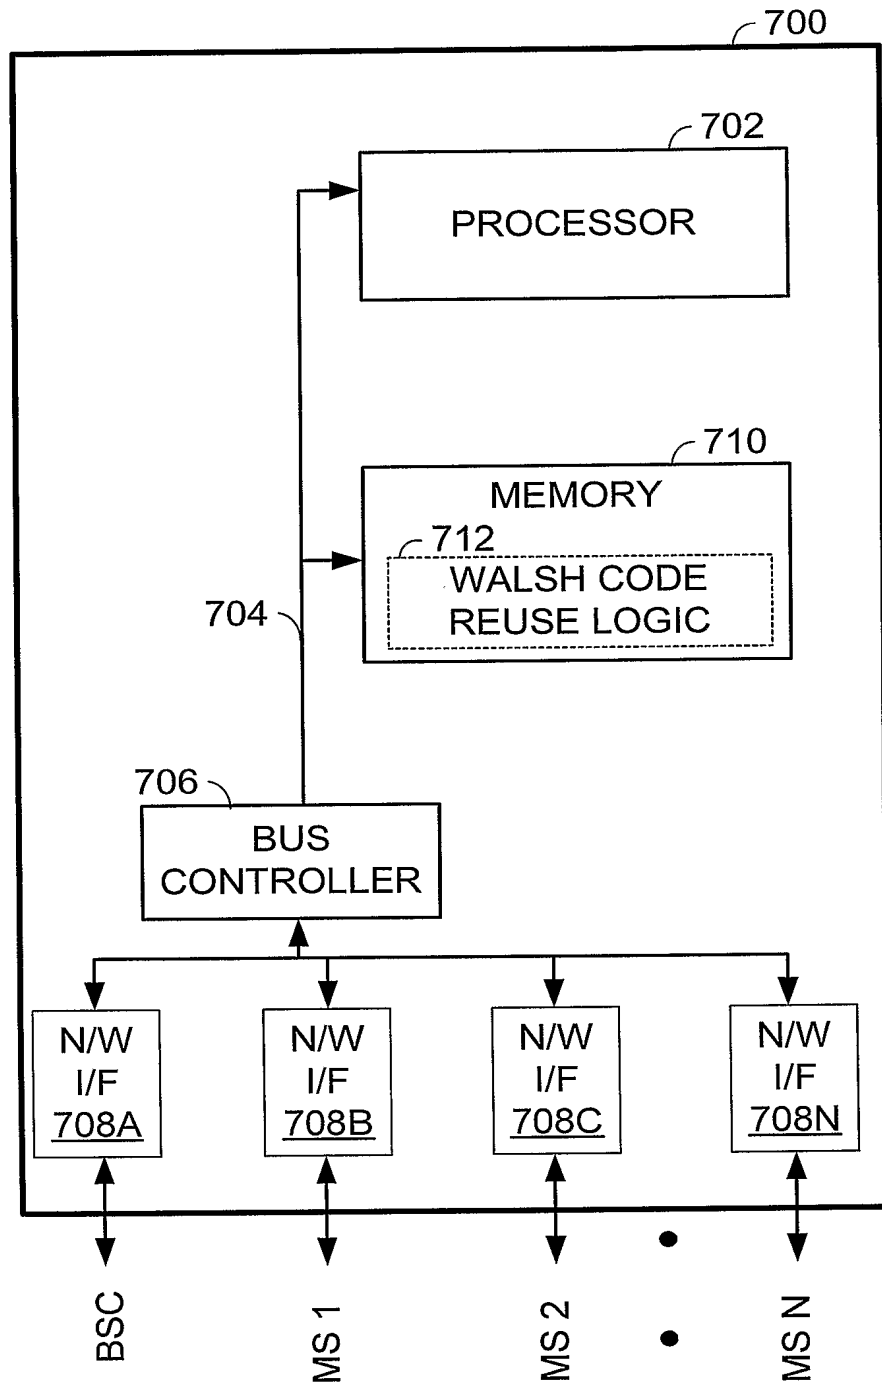 700
702
PROCESSOR
710
MEMORY
712
WALSH CODE
REUSE LOGIC
704
706
BUS
CONTROLLER
N/W
I/F
708A
N/W
I/F
708B
N/W
I/F
708C
N/W
I/F
708N
BSC
MS 1
MS 2
MS N